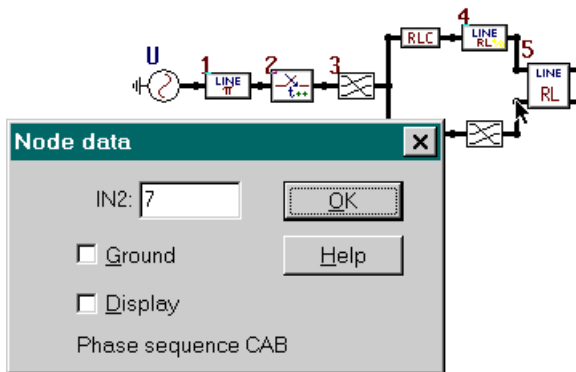 4
RLC
LINE
RL
5
U
1
2
3
LINE
π
t++
LINE
RL
Node data
IN2: 7
OK
Ground
Help
Display
Phase sequence CAB